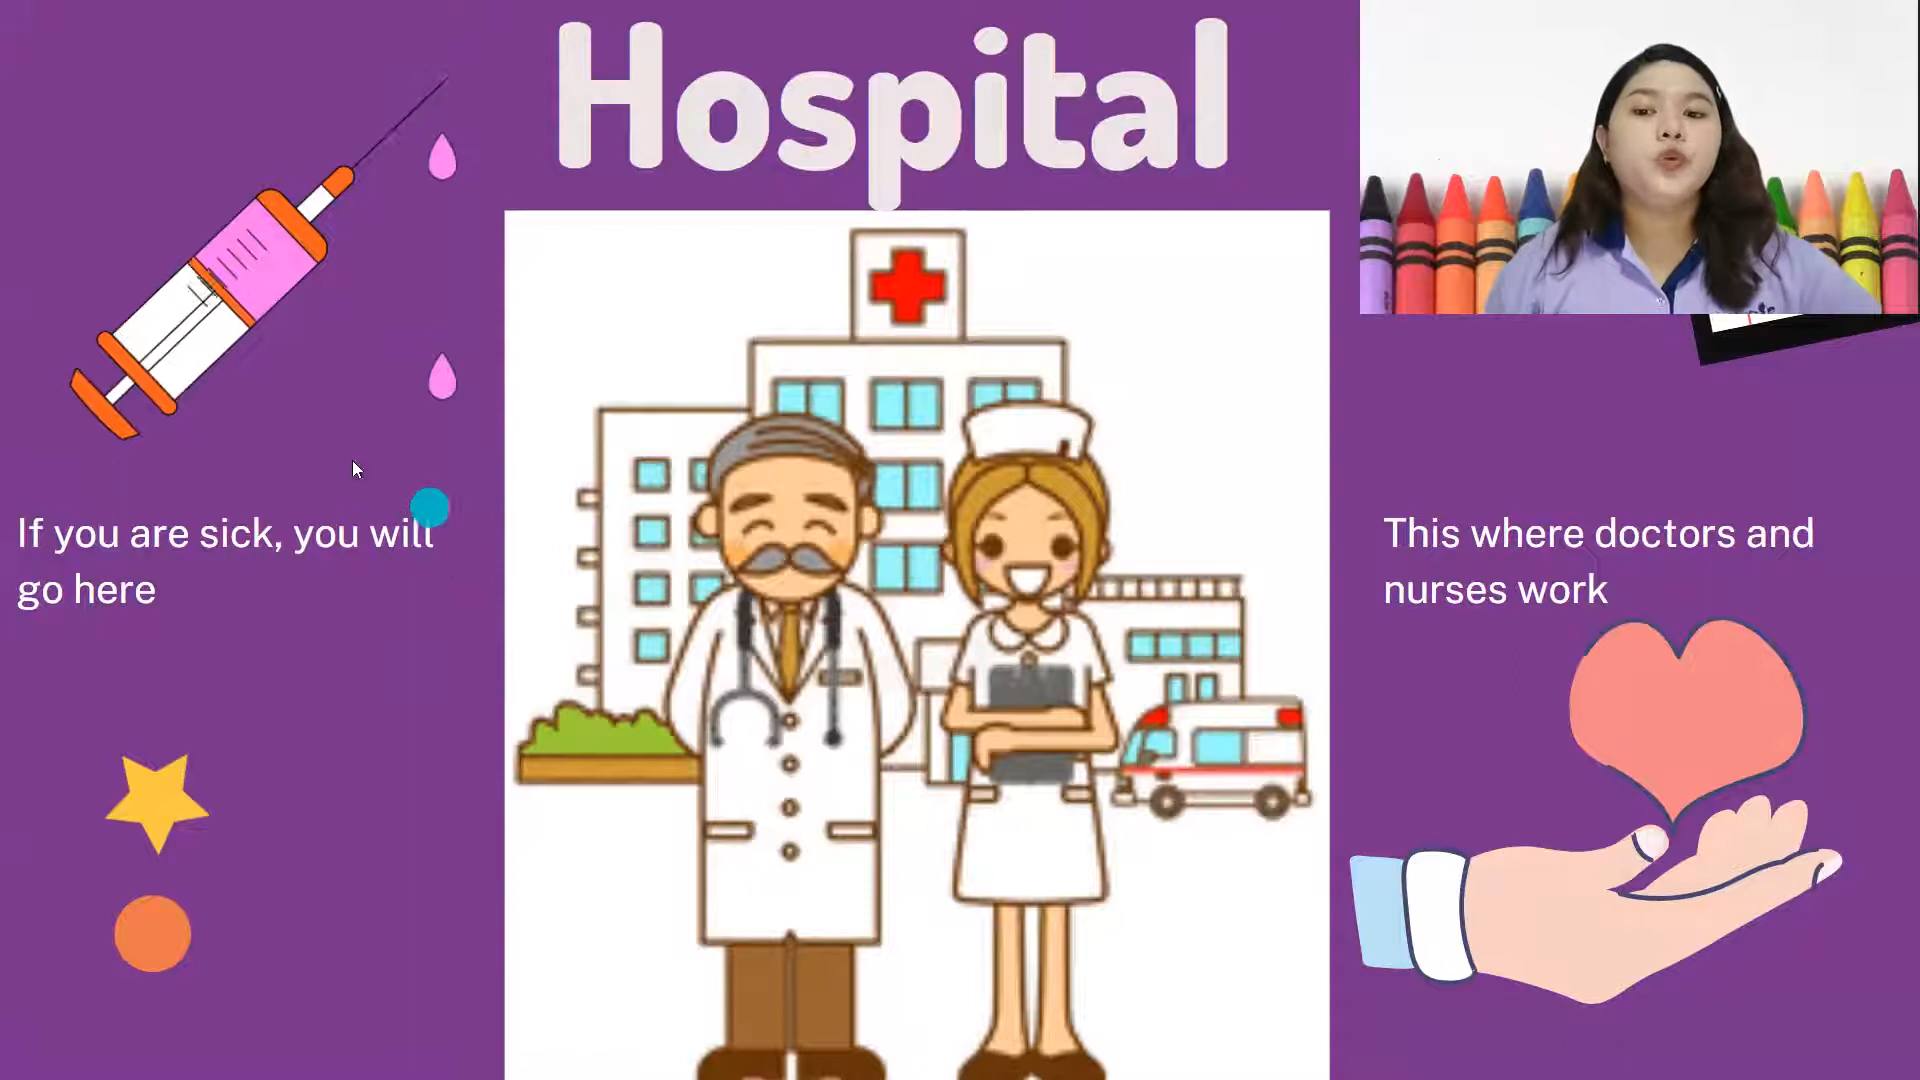 Hospital
If you are sick, you will
go here
This where doctors and
nurses work